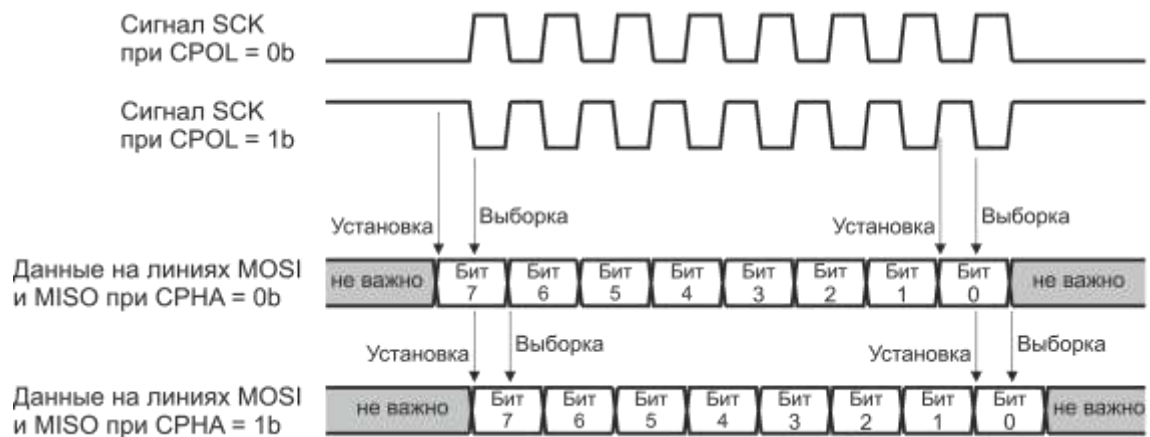 Сигнал SCK
при CPOL = 0b
Сигнал SCK
при CPOL = 1b
Установка Выборка Установка Выборка
Данные на линиях MOSI
и MISO при CPHA = 0b
не важно Бит 7 Бит 6 Бит 5 Бит 4 Бит 3 Бит 2 Бит 1 Бит 0 не важно
Установка Выборка Установка Выборка
Данные на линиях MOSI
и MISO при CPHA = 1b
не важно Бит 7 Бит 6 Бит 5 Бит 4 Бит 3 Бит 2 Бит 1 Бит 0 не важно